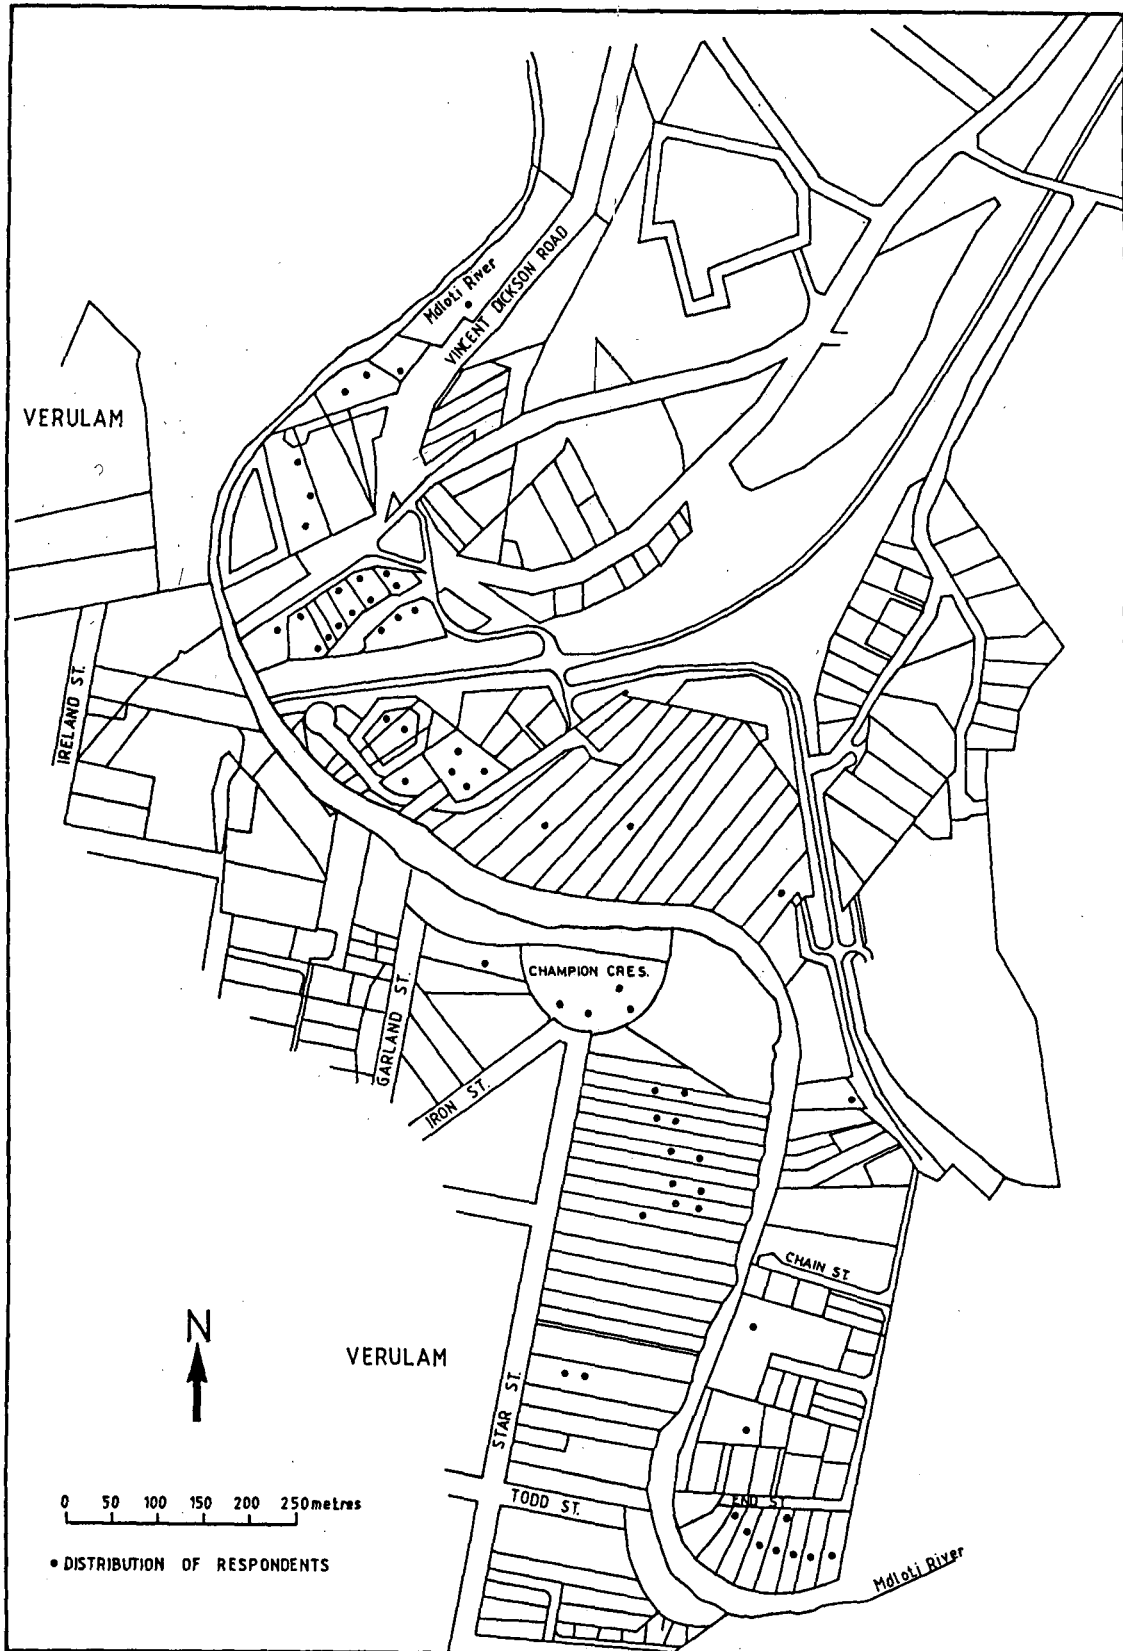 Mdloti River
VINCENT DICKSON ROAD
VERULAM
IRELAND ST.
CHAMPION CRES.
GARLAND ST.
IRON ST.
CHAIN ST.
N
VERULAM
STAR ST.
0 50 100 150 200 250 metres
TODD ST.
END S
• DISTRIBUTION OF RESPONDENTS
Mdloti River